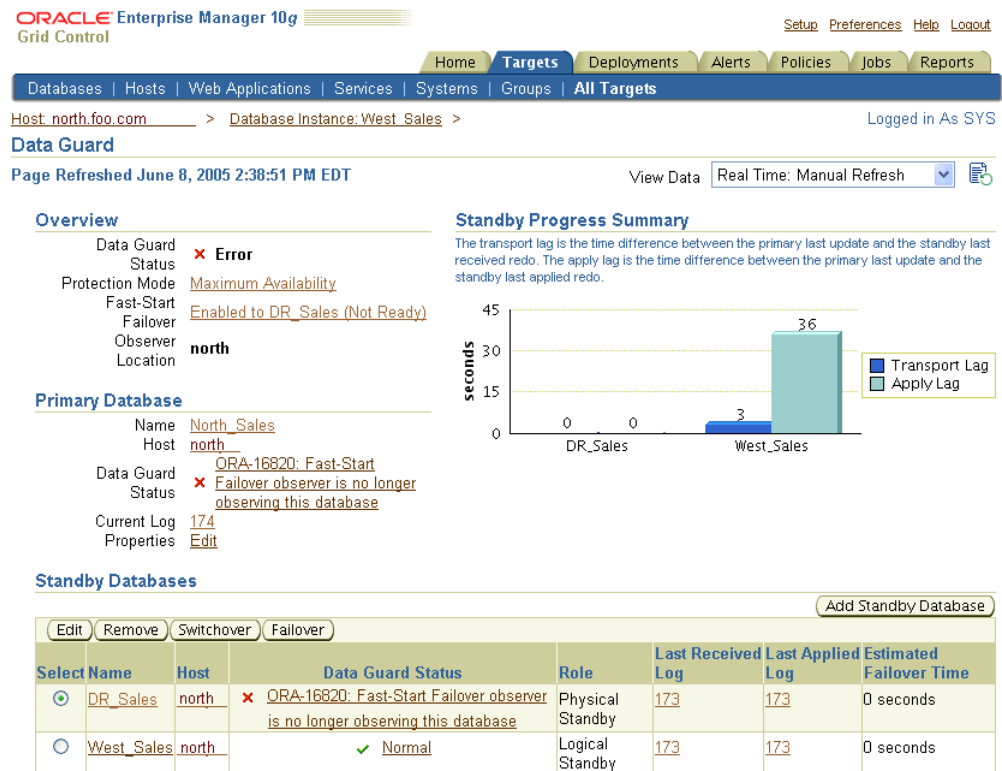 ORACLE Enterprise Manager 10g
Grid Control
Setup Preferences Help Logout
Home Targets Deployments Alerts Policies Jobs Reports
Databases | Hosts | Web Applications | Services | Systems | Groups | All Targets
Host: north.foo.com > Database Instance: West_Sales >
Logged in As SYS
Data Guard
Page Refreshed June 8, 2005 2:38:51 PM EDT
View Data Real Time: Manual Refresh
Overview
Data Guard
Status
Error
Protection Mode Maximum Availability
Fast-Start
Failover
Enabled to DR_Sales (Not Ready)
Observer
Location
north
Primary Database
Name North_Sales
Host north
Data Guard
Status
ORA-16820: Fast-Start
Failover observer is no longer
observing this database
Current Log 174
Properties Edit
Standby Progress Summary
The transport lag is the time difference between the primary last update and the standby last
received redo. The apply lag is the time difference between the primary last update and the
standby last applied redo.
seconds
45
30
15
0
0 0
3
36
DR_Sales West_Sales
Transport Lag
Apply Lag
Standby Databases
Add Standby Database
Edit Remove Switchover Failover
Select Name Host Data Guard Status Role Last Received Log Last Applied Log Estimated Failover Time
DR_Sales north ORA-16820: Fast-Start Failover observer is no longer observing this database Physical Standby 173 173 0 seconds
West_Sales north Normal Logical Standby 173 173 0 seconds